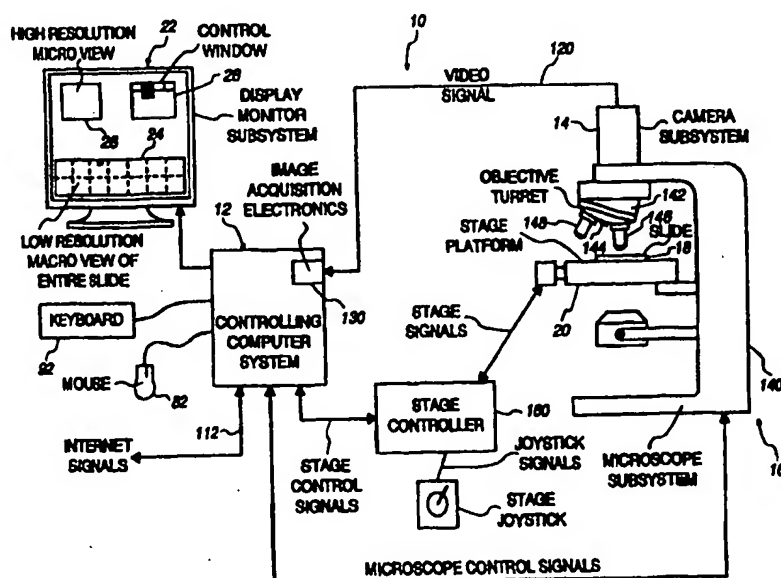 HIGH RESOLUTION
MICRO VIEW
22
CONTROL
WINDOW
26
DISPLAY
MONITOR
SUBSYSTEM
24
26
LOW RESOLUTION
MACRO VIEW OF
ENTIRE SLIDE
10
120
VIDEO
SIGNAL
14
CAMERA
SUBSYSTEM
OBJECTIVE
TURRET
142
148
144
146
STAGE
PLATFORM
SLIDE
18
20
IMAGE
ACQUISITION
ELECTRONICS
12
130
CONTROLLING
COMPUTER
SYSTEM
KEYBOARD
92
MOUSE
82
STAGE
SIGNALS
140
16
112
INTERNET
SIGNALS
STAGE
CONTROL
SIGNALS
STAGE
CONTROLLER
160
JOYSTICK
SIGNALS
STAGE
JOYSTICK
MICROSCOPE
SUBSYSTEM
MICROSCOPE CONTROL SIGNALS